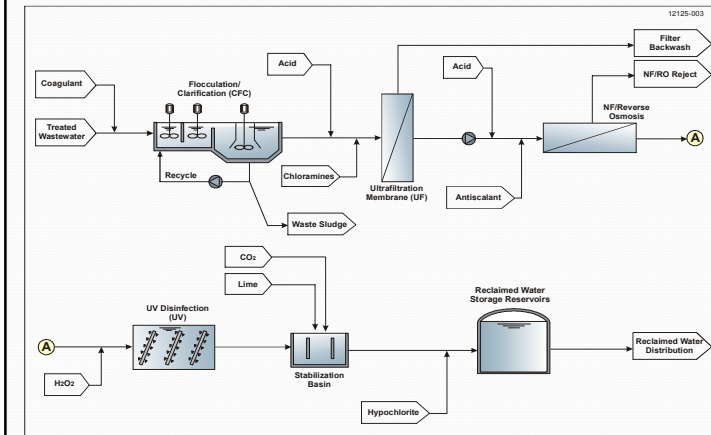 12125-003
Filter
Backwash
NF/RO Reject
Acid
Acid
Flocculation/
Clarification (CFC)
Coagulant
NF/Reverse
Osmosis
Treated
Wastewater
A
Recycle
Chloramines
Ultrafiltration
Membrane (UF)
Antiscalant
Waste Sludge
CO2
Lime
UV Disinfection
(UV)
Reclaimed Water
Storage Reservoirs
A
Reclaimed Water
Distribution
Stabilization
Basin
H2O2
Hypochlorite